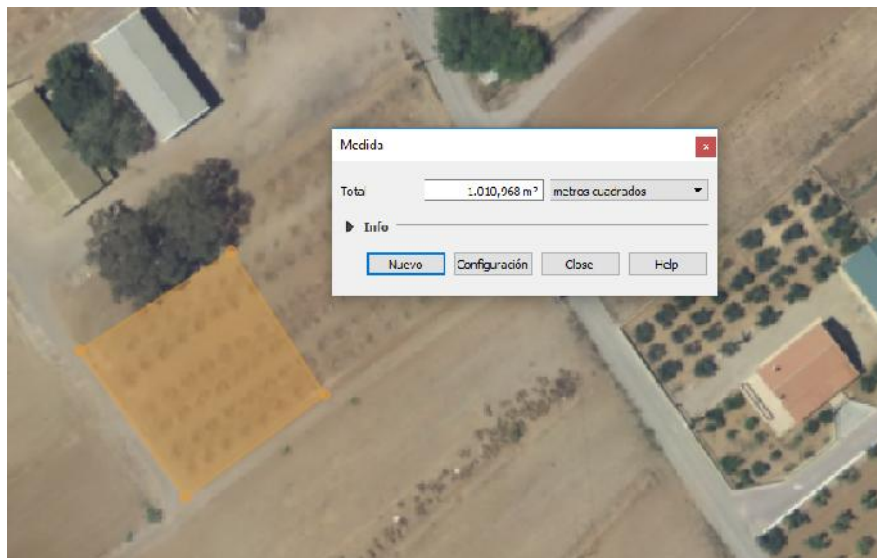 Medida
Total 1.010,968 m² metros cuadrados
Info
Nuevo Configuración Close Help